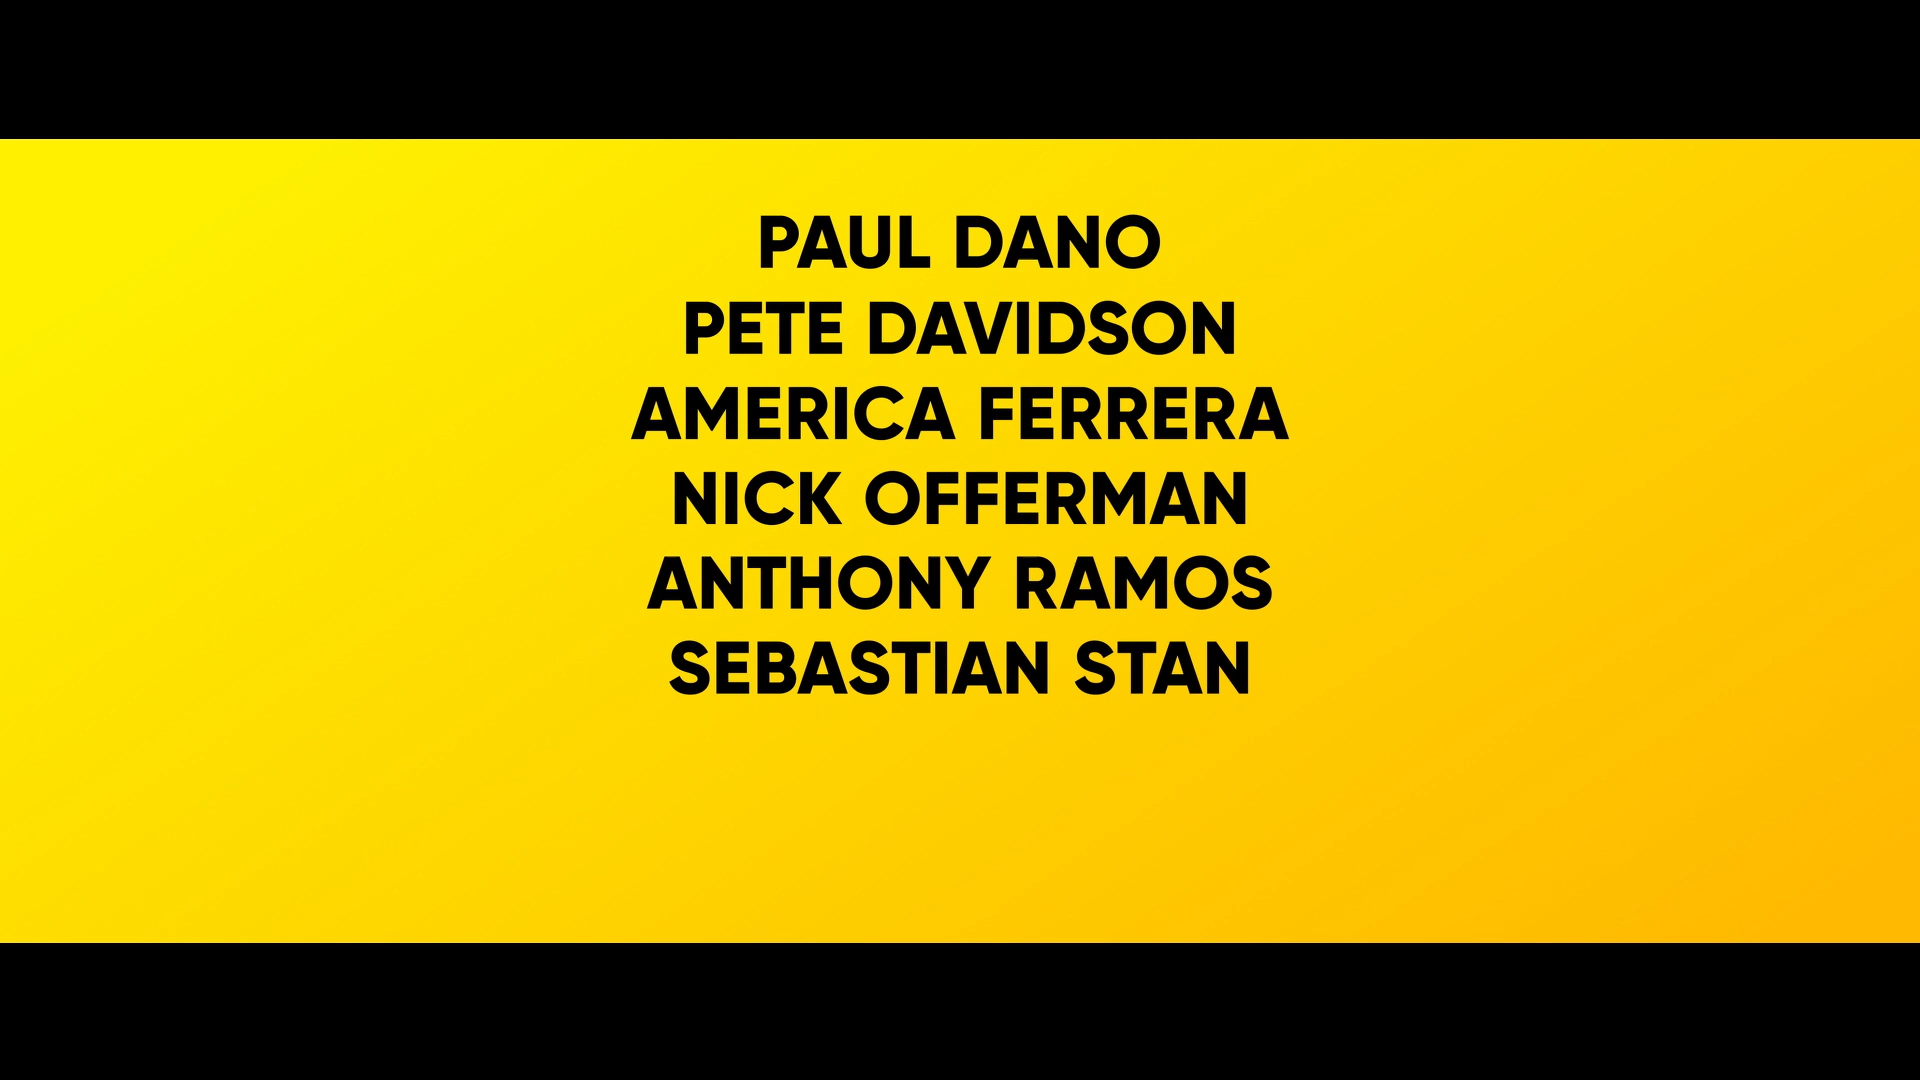 PAUL DANO
PETE DAVIDSON
AMERICA FERRERA
NICK OFFERMAN
ANTHONY RAMOS
SEBASTIAN STAN